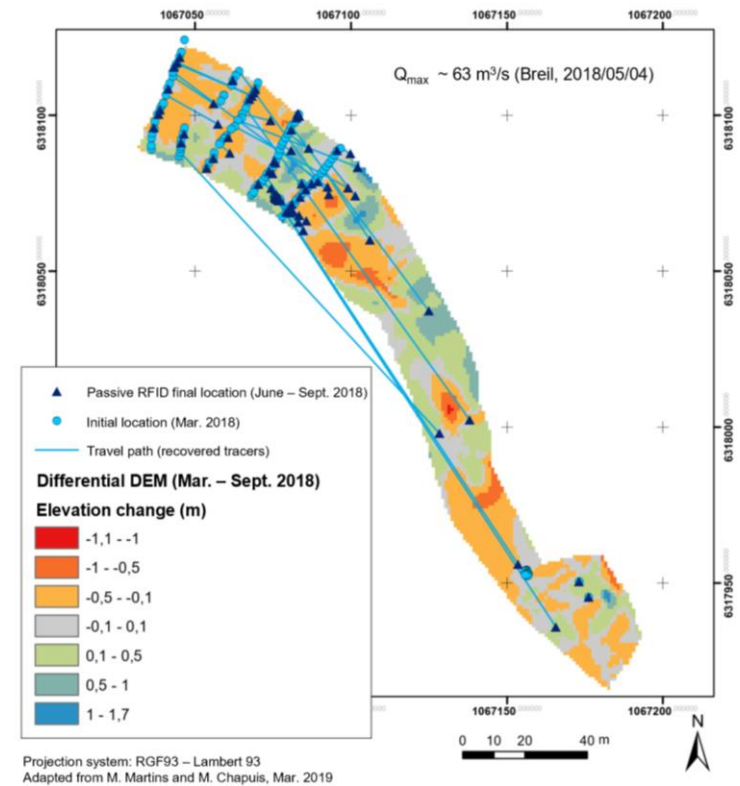 1067050 1067100 1067150 1067200
Qmax ~ 63 m³/s (Breil, 2018/05/04)
6318100 6318100
6318050 6318050
6318000
6317950
Passive RFID final location (June – Sept. 2018)
Initial location (Mar. 2018)
Travel path (recovered tracers)
Differential DEM (Mar. – Sept. 2018)
Elevation change (m)
-1,1 - -1
-1 - -0,5
-0,5 - -0,1
-0,1 - 0,1
0,1 - 0,5
0,5 - 1
1 - 1,7
1067150 1067200
N
0 10 20 40 m
Projection system: RGF93 – Lambert 93
Adapted from M. Martins and M. Chapuis, Mar. 2019